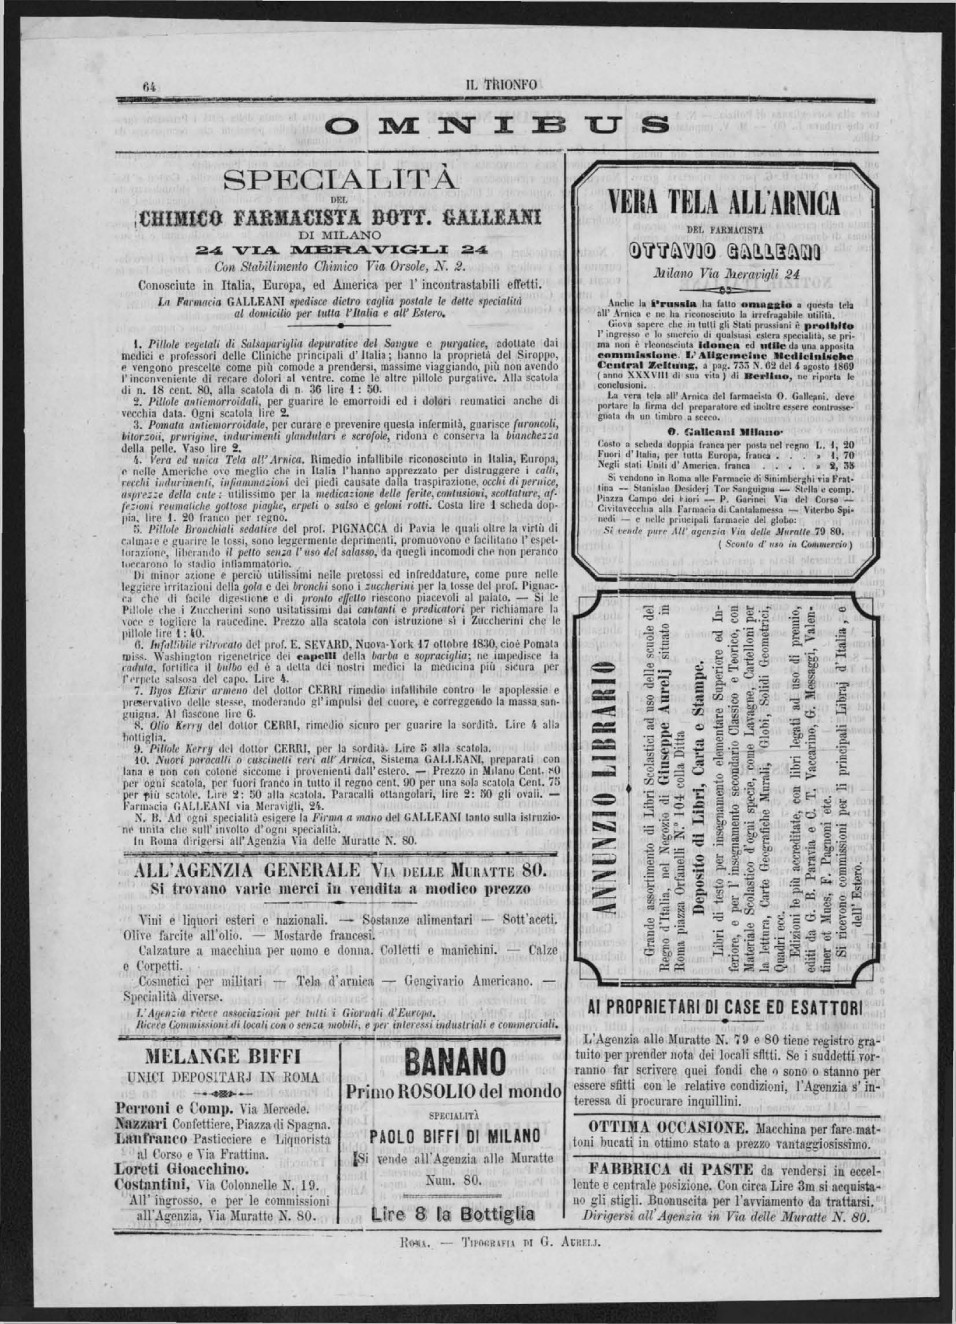 64
IL TRIONFO
OMNIBUS
SPECIALITÀ
DEL
CHIMICO FARMACISTA DOTT. GALLEANI
DI MILANO
24 VIA MERAVIGLI 24
Con Stabilimento Chimico Via Orsole, N. 2.
Conosciute in Italia, Europa, ed America per l' incontrastabili effetti.
La Farmacia GALLEANI spedisce dietro vaglia postale le dette specialità
al domicilio per tutta l'Italia e all' Estero.
1. Pillole vegetali di Salsapariglia depurative del Sangue e purgative, adottate dai
medici e professori delle Cliniche principali d' Italia; hanno la proprietà del Siroppo,
e vengono prescelte come più comode a prendersi, massime viaggiando, più non avendo
l'inconveniente di recare dolori al ventre. come le altre pillole purgative. Alla scatola
di n. 18 cent. 80, alla scatola di n. 36 lire 1 : 50.
2. Pillole antiemorroidali, per guarire le emorroidi ed i dolori reumatici anche di
vecchia data. Ogni scatola lire 2.
3. Pomata antiemorroidale, per curare e prevenire questa infermità, guarisce furoncoli,
bitorzoli, prurigine, indurimenti glandulari e scrofole, ridona e conserva la bianchezza
della pelle. Vaso lire 2.
4. Vera ed unica Tela all' Arnica. Rimedio infallibile riconosciuto in Italia, Europa,
e nelle Americhe ove meglio che in Italia l'hanno apprezzato per distruggere i calli,
vecchi indurimenti, infiammazioni dei piedi causate dalla traspirazione, occhi di pernice,
asprezze della cute : utilissimo per la medicazione delle ferite, contusioni, scottature, af-
fezioni reumatiche gottose piaghe, erpeti o salso e geloni rotti. Costa lire 1 scheda dop-
pia, lire 1. 20 franco per regno.
5. Pillole Bronchiali sedative del prof. PIGNACCA di Pavia le quali oltre la virtù di
calmare e guarire le tossi, sono leggermente deprimenti, promuovono e facilitano l' espet-
torazione, liberando il petto senza l' uso del salasso, da quegli incomodi che non peranco
toccarono lo stadio infiammatorio.
Di minor azione e perciò utilissimi nelle pretossi ed infreddature, come pure nelle
leggiere irritazioni della gola e dei bronchi sono i zuccherini per la tosse del prof. Pignac-
ca che di facile digestione e di pronto effetto riescono piacevoli al palato. — Si le
Pillole che i Zuccherini sono usitatissimi dai cantanti e predicatori per richiamare la
voce e togliere la raucedine. Prezzo alla scatola con istruzione sì i Zuccherini che le
pillole lire 1 : 40.
6. Infallibile ritrovato del prof. E. SEVARD, Nuova-York 17 ottobre 1830, cioè Pomata
miss. Washington rigenetrice dei capelli della barba e sopraciglia; ne impedisce la
caduta, fortifica il bulbo ed è a detta dei nostri medici la medicina più sicura per
l'erpete salsosa del capo. Lire 4.
7. Ilgos Elixir armeno del dottor CERRI rimedio infallibile contro le apoplessie e
preservativo delle stesse, moderando gl'impulsi del cuore, e correggendo la massa san-
guigna. Al fiascone lire 6.
8. Olio Kerry del dottor CERRI, rimedio sicuro per guarire la sordità. Lire 4 alla
bottiglia.
9. Pillole Kerry del dottor CERRI, per la sordità. Lire 5 alla scatola.
10. Nuovi paracalli o cuscinetti veri all' Arnica, Sistema GALLEANI, preparati con
lana e non con cotone siccome i provenienti dall'estero. — Prezzo in Milano Cent. 80
per ogni scatola, per fuori franco in tutto il regno cent. 90 per una sola scatola Cent. 75
per più scatole. Lire 2: 50 alla scatola. Paracalli ottangolari, lire 2: 50 gli ovali. —
Farmacia GALLEANI via Meravigli, 24.
N. B. Ad ogni specialità esigere la Firma a mano del GALLEANI tanto sulla istruzio-
ne unita che sull' involto d'ogni specialità.
In Roma dirigersi all'Agenzia Via delle Muratte N. 80.
ALL'AGENZIA GENERALE VIA DELLE MURATTE 80.
Si trovano varie merci in vendita a modico prezzo
Vini e liquori esteri e nazionali. — Sostanze alimentari — Sott'aceti.
Olive farcite all'olio. — Mostarde francesi.
Calzature a macchina per uomo e donna. Colletti e manichini. — Calze
e Corpetti.
Cosmetici per militari — Tela d'arnica — Gengivario Americano. —
Specialità diverse.
L'Agenzia riceve associazioni per tutti i Giornali d'Europa.
Riceve Commissioni di locali con o senza mobili, e per interessi industriali e commerciali.
MELANGE BIFFI
UNICI DEPOSITARJ IN ROMA
Perroni e Comp. Via Mercede.
Nazzari Confettiere, Piazza di Spagna.
Lanfranco Pasticciere e Liquorista
al Corso e Via Frattina.
Loreti Gioacchino.
Costantini, Via Colonnelle N. 19.
All' ingrosso, e per le commissioni
all'Agenzia, Via Muratte N. 80.
BANANO
Primo ROSOLIO del mondo
SPECIALITÀ
PAOLO BIFFI DI MILANO
Si vende all'Agenzia alle Muratte
Num. 80.
Lire 8 la Bottiglia
VERA TELA ALL'ARNICA
DEL FARMACISTA
OTTAVIO GALLEANI
Milano Via Meravigli 24
Anche la Prussia ha fatto omaggio a questa tela
all' Arnica e ne ha riconosciuto la irrefragabile utilità.
Giova sapere che in tutti gli Stati prussiani è proibito
l' ingresso e lo smercio di qualsiasi estera specialità, se pri-
ma non è riconosciuta idonea ed utile da una apposita
commissione. L'Allgemeine Medicinische
Central Zeitung, a pag. 735 N. 62 del 4 agosto 1869
(anno XXXVIII di sua vita) di Berlino, ne riporta le
conclusioni.
La vera tela all' Arnica del farmacista O. Galleani. deve
portare la firma del preparatore ed inoltre essere contrasse-
gnata da un timbro a secco.
O. Galleani Milano
Costo a scheda doppia franca per posta nel regno L. 1, 20
Fuori d' Italia, per tutta Europa, franca . . . . » 1, 70
Negli stati Uniti d' America. franca . . . . . » 2, 35
Si vendono in Roma alle Farmacie di Sinimberghi via Frat-
tina — Stanislao Desiderj Tor Sanguigna — Stella e comp.
Piazza Campo dei Fiori — P. Garinei Via del Corso —
Civitavecchia alla Farmacia di Cantalamessa — Viterbo Spi-
nedi — e nelle principali farmacie del globo:
Si vende pure All' agenzia Via delle Muratte 79 80.
( Sconto d' uso in Commercio )
ANNUNZIO LIBRARIO
Grande assortimento di Libri Scolastici ad uso delle scuole del
Regno d'Italia, nel Negozio di Giuseppe Aurelj situato in
Roma piazza Orfanelli N.° 104 colla Ditta
Deposito di Libri, Carta e Stampe.
Libri di testo per insegnamento elementare Superiore ed In-
feriore, e per l' insegnamento secondario Classico e Teorico, con
Materiale Scolastico d'ogni specie, come Lavagne, Cartelloni per
la lettura, Carte Geografiche Murali, Globi, Solidi Geometrici,
Quadri ecc.
Edizioni le più accreditate, con libri legati ad uso di premio,
editi da G. B. Paravia e C. T. Vaccarino, G. Messaggi, Valen-
tiner et Mues, F. Pagnoni etc.
Si ricevono commissioni per li principali Libraj d' Italia, e
dell' Estero.
AI PROPRIETARI DI CASE ED ESATTORI
L'Agenzia alle Muratte N. 79 e 80 tiene registro gra-
tuito per prender nota dei locali sfitti. Se i suddetti vor-
ranno far scrivere quei fondi che o sono o stanno per
essere sfitti con le relative condizioni, l'Agenzia s' in-
teressa di procurare inquillini.
OTTIMA OCCASIONE. Macchina per fare mat-
toni bucati in ottimo stato a prezzo vantaggiosissimo.
FABBRICA di PASTE da vendersi in eccel-
lente e centrale posizione. Con circa Lire 3m si acquista-
no gli stigli. Buonuscita per l'avviamento da trattarsi.
Dirigersi all'Agenzia in Via delle Muratte N. 80.
ROMA. — TIPOGRAFIA DI G. AURELJ.